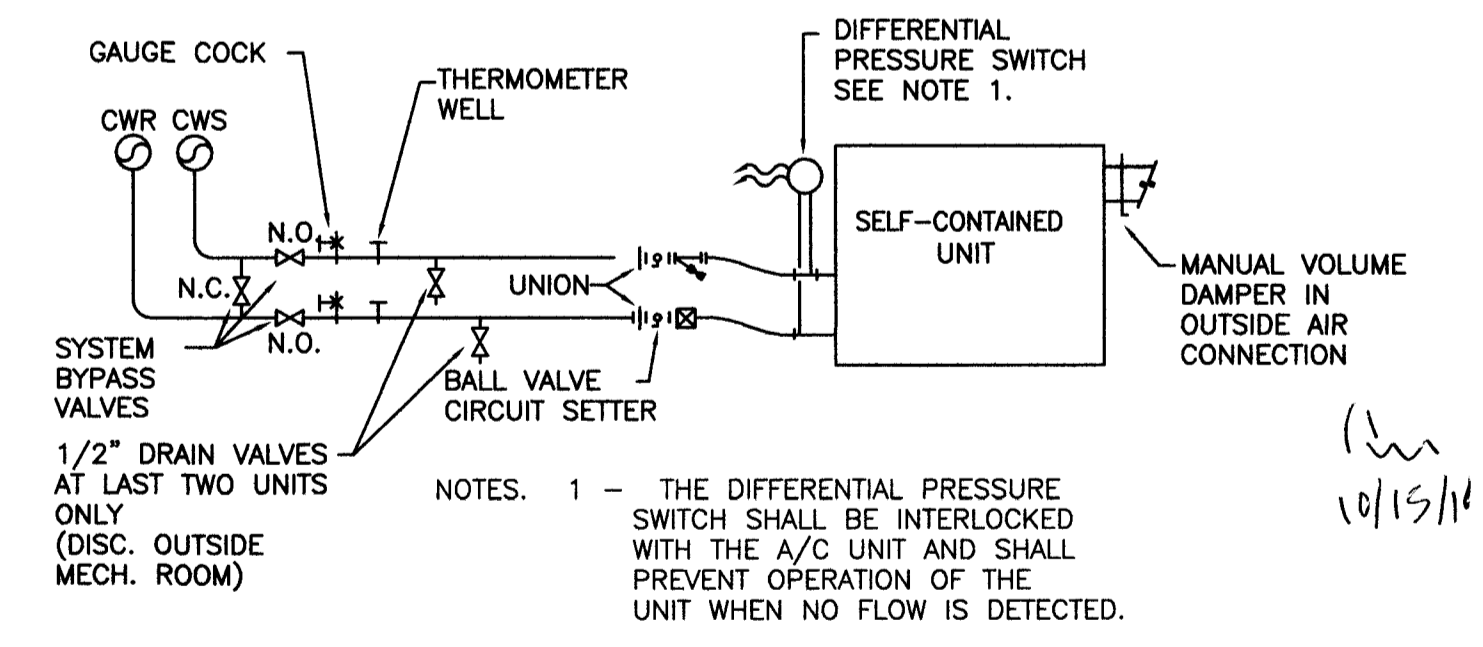 GAUGE COCK
THERMOMETER
WELL
DIFFERENTIAL
PRESSURE SWITCH
SEE NOTE 1.
CWR CWS
N.O.
N.C.
N.O.
UNION
SELF-CONTAINED
UNIT
MANUAL VOLUME
DAMPER IN
OUTSIDE AIR
CONNECTION
SYSTEM
BYPASS
VALVES
BALL VALVE
CIRCUIT SETTER
1/2" DRAIN VALVES
AT LAST TWO UNITS
ONLY
(DISC. OUTSIDE
MECH. ROOM)
NOTES. 1 - THE DIFFERENTIAL PRESSURE
SWITCH SHALL BE INTERLOCKED
WITH THE A/C UNIT AND SHALL
PREVENT OPERATION OF THE
UNIT WHEN NO FLOW IS DETECTED.